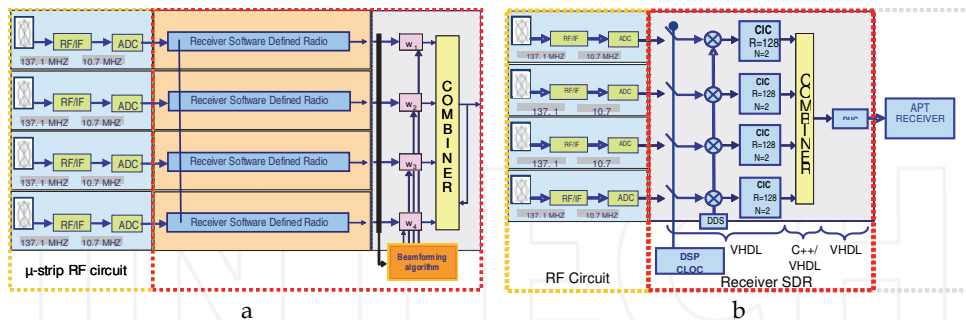 RF/IF
ADC
Receiver Software Defined Radio
137. 1 MHZ
10.7 MHZ
w1
RF/IF
ADC
Receiver Software Defined Radio
137. 1 MHZ
10.7 MHZ
w2
RF/IF
ADC
Receiver Software Defined Radio
137. 1 MHZ
10.7 MHZ
w3
RF/IF
ADC
Receiver Software Defined Radio
137. 1 MHZ
10.7 MHZ
w4
COMBINER
Beamforming
algorithm
µ-strip RF circuit
a
RF/IF
ADC
137. 1 MHZ
10.7 MHZ
CIC
R=128
N=2
RF/IF
ADC
137. 1
10.7
CIC
R=128
N=2
RF/IF
ADC
137. 1
10.7
CIC
R=128
N=2
RF/IF
ADC
137. 1 MHZ
10.7 MHZ
CIC
R=128
N=2
COMBINER
APT
RECEIVER
DDS
VHDL
C++/
VHDL
VHDL
DSP
CLOC
RF Circuit
Receiver SDR
b